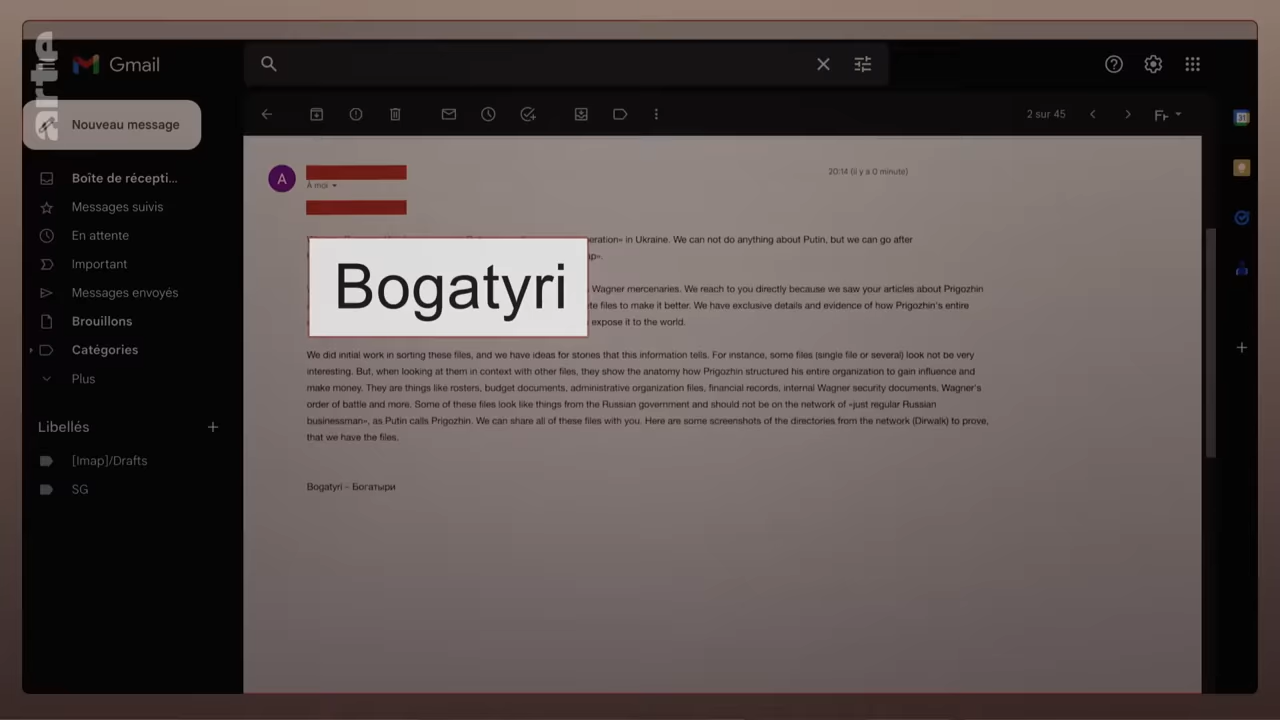 arte
Gmail
Nouveau message
2 sur 45
Boîte de récepti...
Messages suivis
En attente
Important
Messages envoyés
Brouillons
Catégories
Plus
Libellés
[Imap]/Drafts
SG
A
À moi
20:14 (il y a 0 minute)
in Ukraine. We can not do anything about Putin, but we can go after
Bogatyri
Wagner mercenaries. We reach to you directly because we saw your articles about Prigozhin
files to make it better. We have exclusive details and evidence of how Prigozhin's entire
expose it to the world.
We did initial work in sorting these files, and we have ideas for stories that this information tells. For instance, some files (single file or several) look not be very
interesting. But, when looking at them in context with other files, they show the anatomy how Prigozhin structured his entire organization to gain influence and
make money. They are things like rosters, budget documents, administrative organization files, financial records, internal Wagner security documents, Wagner's
order of battle and more. Some of these files look like things from the Russian government and should not be on the network of «just regular Russian
businessman», as Putin calls Prigozhin. We can share all of these files with you. Here are some screenshots of the directories from the network (Dirwalk) to prove,
that we have the files.
Bogatyri – Богатыри